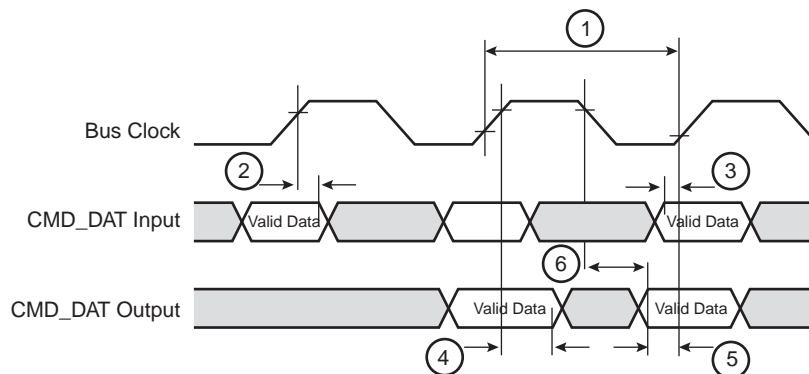 1
Bus Clock
2
3
CMD_DAT Input
Valid Data
Valid Data
6
CMD_DAT Output
Valid Data
Valid Data
4
5